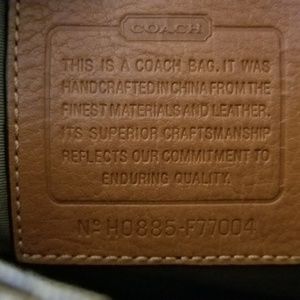 COACH
THIS IS A COACH BAG. IT WAS
HANDCRAFTED IN CHINA FROM THE
FINEST MATERIALS AND LEATHER.
ITS SUPERIOR CRAFTSMANSHIP
REFLECTS OUR COMMITMENT TO
ENDURING QUALITY.
Nº H0885-F77004